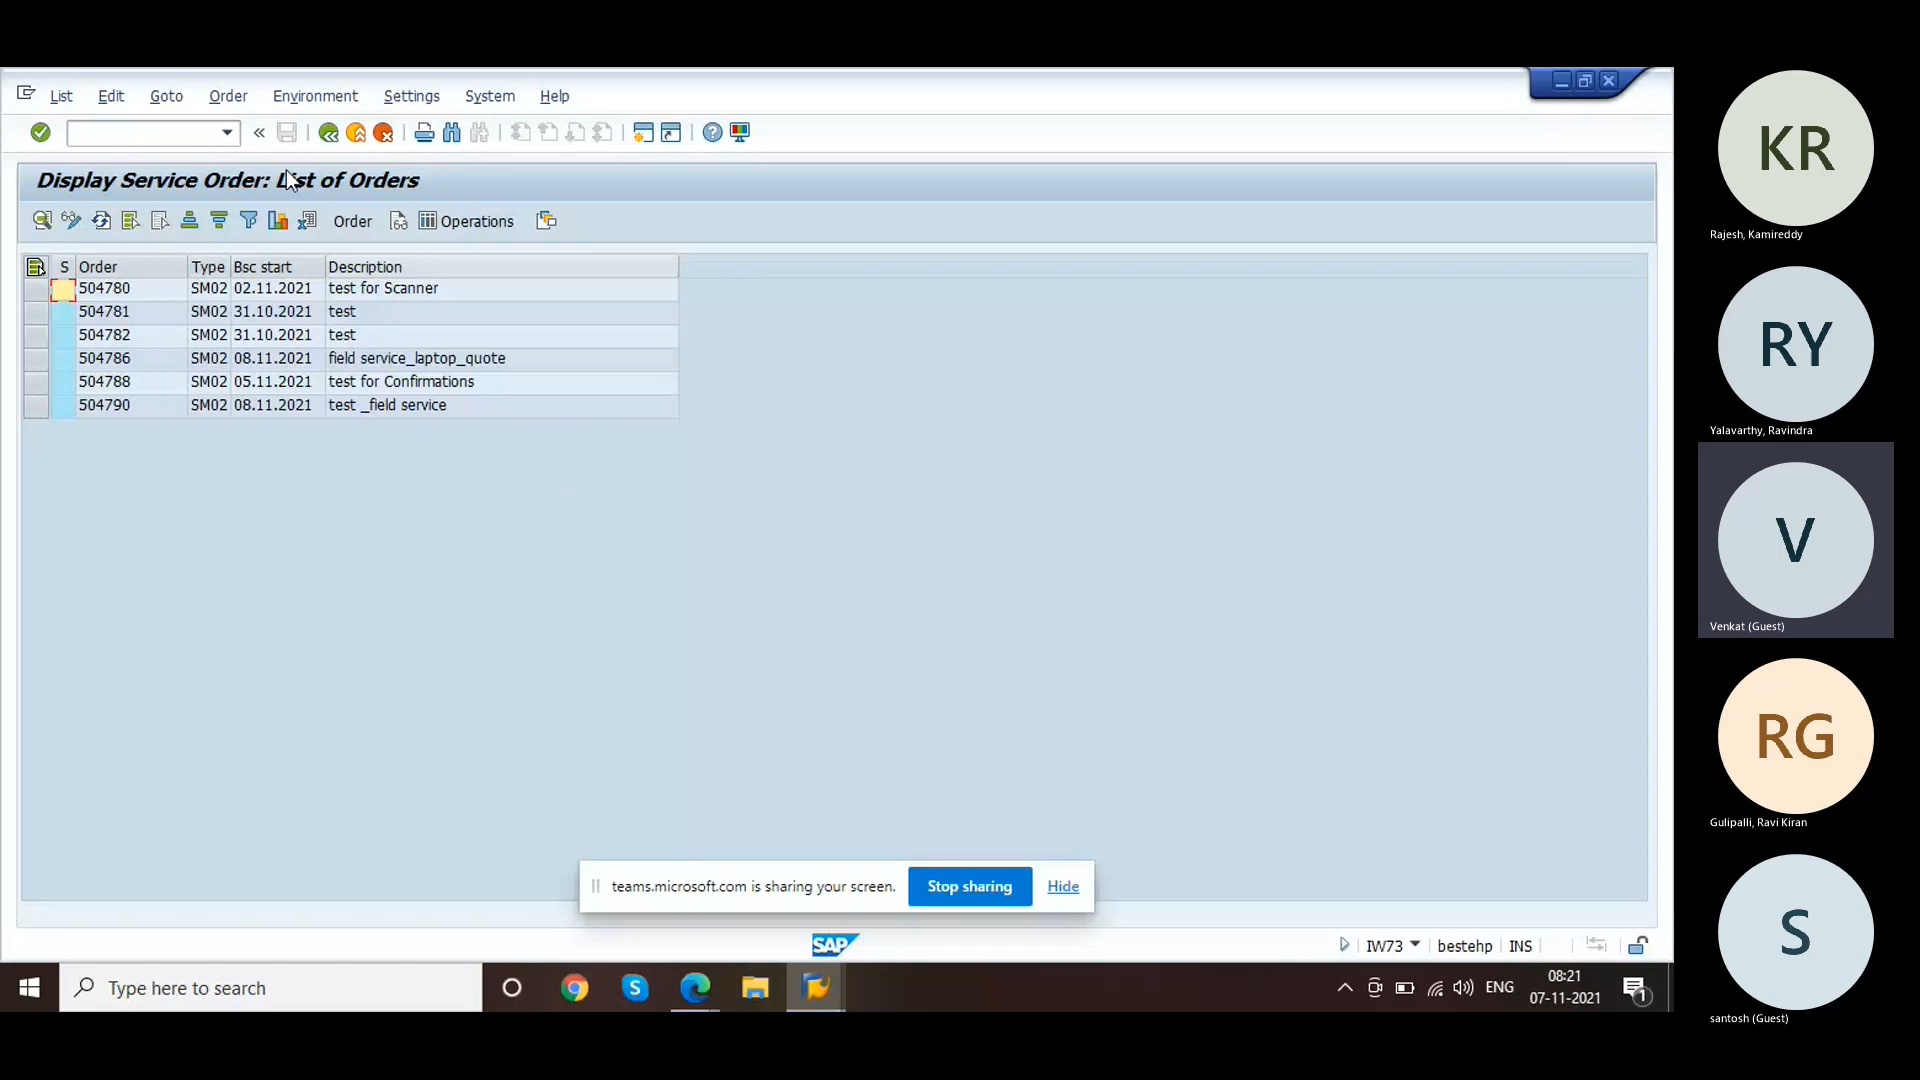 List Edit Goto Order Environment Settings System Help
Display Service Order: List of Orders
Order Operations
S Order Type Bsc start Description
504780 SM02 02.11.2021 test for Scanner
504781 SM02 31.10.2021 test
504782 SM02 31.10.2021 test
504786 SM02 08.11.2021 field service_laptop_quote
504788 SM02 05.11.2021 test for Confirmations
504790 SM02 08.11.2021 test _field service
teams.microsoft.com is sharing your screen. Stop sharing Hide
SAP IW73 bestehp INS
Type here to search
S
ENG
08:21
07-11-2021
1
KR
Rajesh, Kamireddy
RY
Yalavarthy, Ravindra
V
Venkat (Guest)
RG
Gulipalli, Ravi Kiran
S
santosh (Guest)